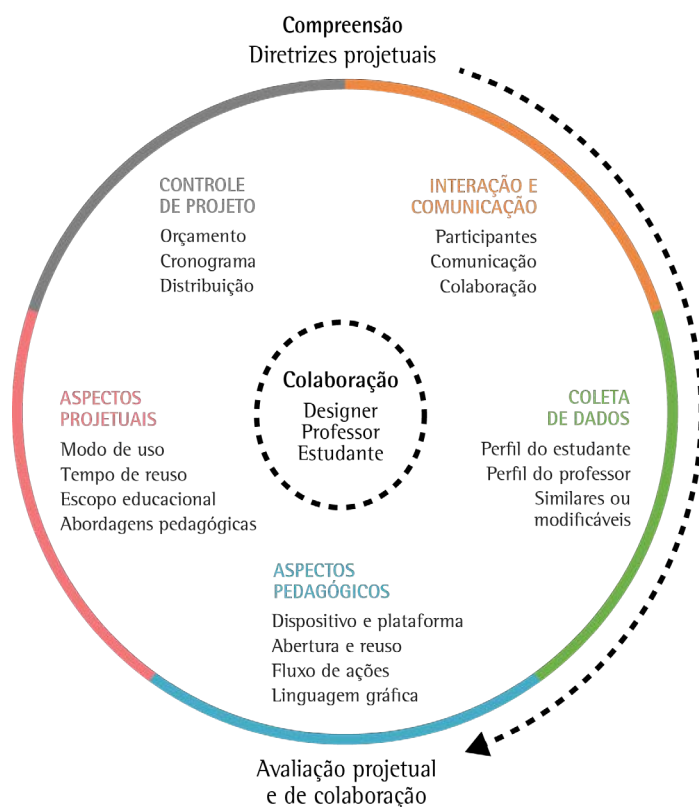 Compreensão
Diretrizes projetuais
CONTROLE
DE PROJETO
Orçamento
Cronograma
Distribuição
INTERAÇÃO E
COMUNICAÇÃO
Participantes
Comunicação
Colaboração
Colaboração
Designer
Professor
Estudante
ASPECTOS
PROJETUAIS
Modo de uso
Tempo de reuso
Escopo educacional
Abordagens pedagógicas
COLETA
DE DADOS
Perfil do estudante
Perfil do professor
Similares ou
modificáveis
ASPECTOS
PEDAGÓGICOS
Dispositivo e plataforma
Abertura e reuso
Fluxo de ações
Linguagem gráfica
Avaliação projetual
e de colaboração